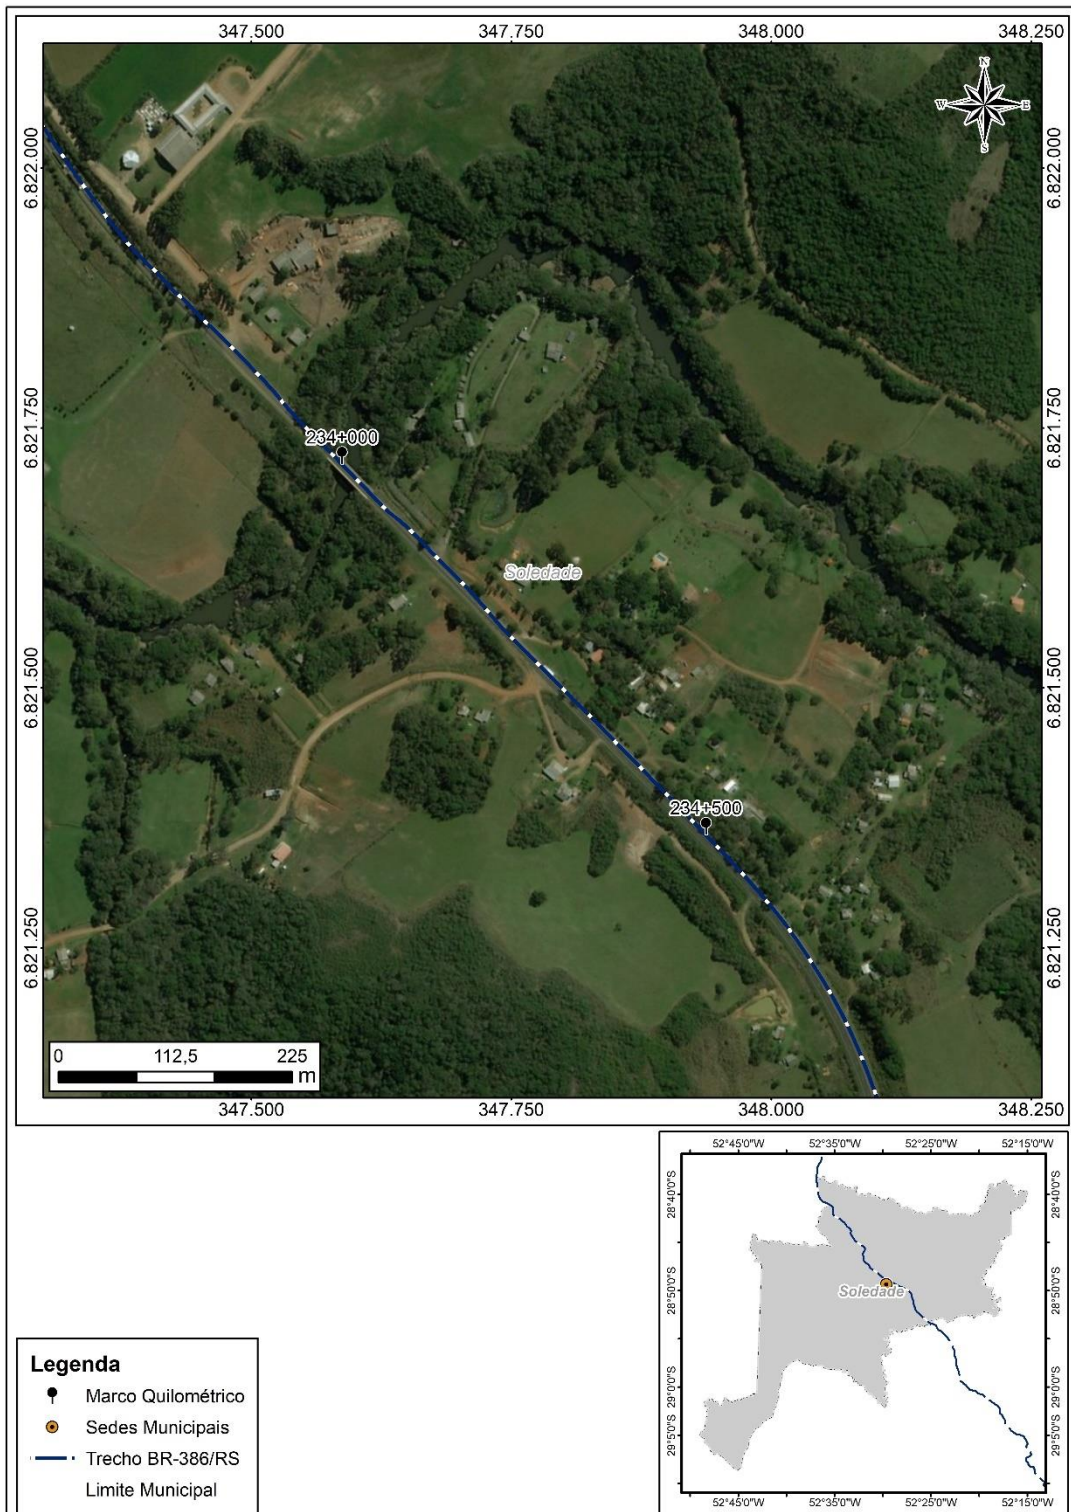 347.500 347.750 348.000 348.250
N
W E
S
6.822.000 6.822.000
6.821.750 6.821.750
234+000
Soledade
6.821.500 6.821.500
234+500
6.821.250 6.821.250
0 112,5 225
m
347.500 347.750 348.000 348.250
52°45'0"W 52°35'0"W 52°25'0"W 52°15'0"W
28°40'0"S 28°40'0"S
28°50'0"S 28°50'0"S
Soledade
29°0'0"S 29°0'0"S
29°5'0"S 29°5'0"S
52°45'0"W 52°35'0"W 52°25'0"W 52°15'0"W
Legenda
Marco Quilométrico
Sedes Municipais
Trecho BR-386/RS
Limite Municipal